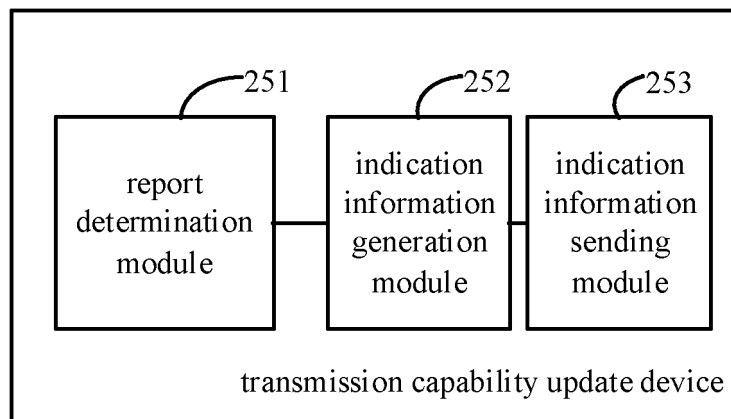 251
252
253
report
determination
module
indication
information
generation
module
indication
information
sending
module
transmission capability update device